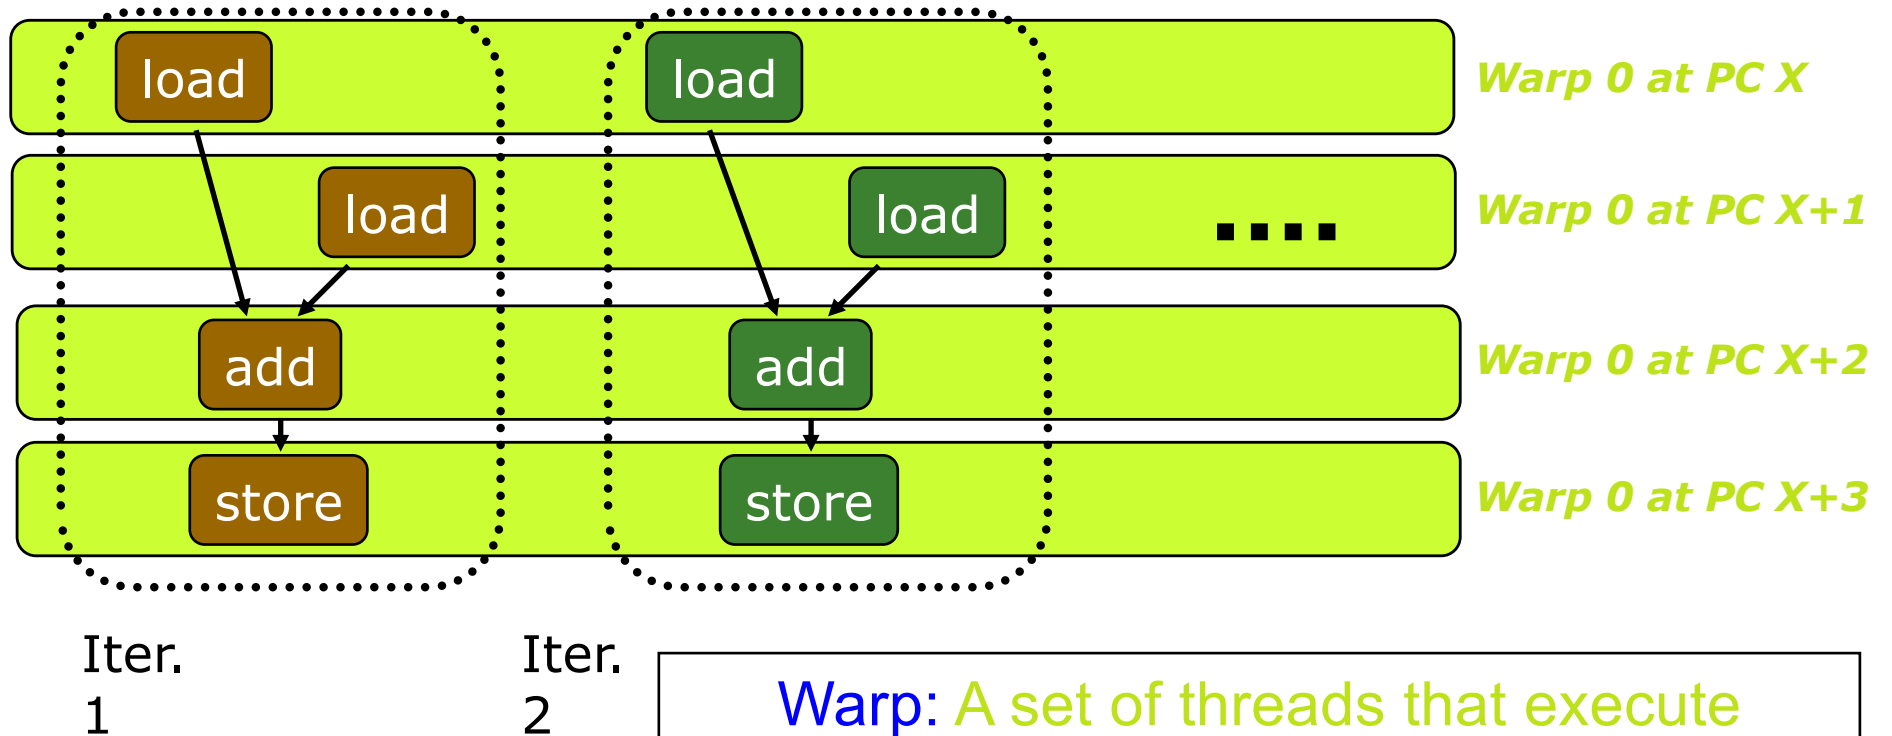 load load Warp 0 at PC X
load load Warp 0 at PC X+1
add add Warp 0 at PC X+2
store store Warp 0 at PC X+3
Iter.
1
Iter.
2
Warp: A set of threads that execute